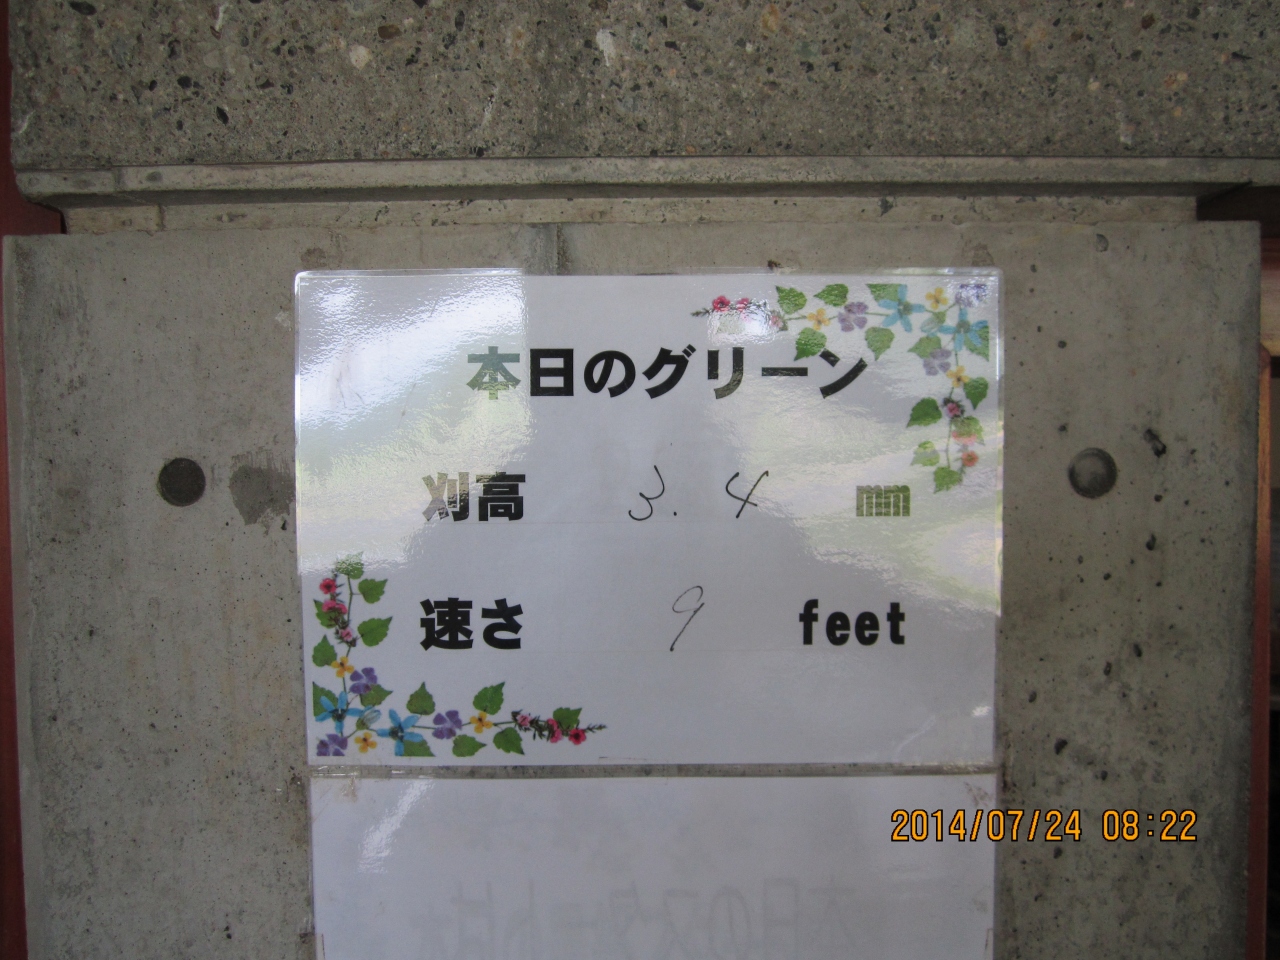 本日のグリーン
刈高 3.4 mm
速さ 9 feet
2014/07/24 08:22